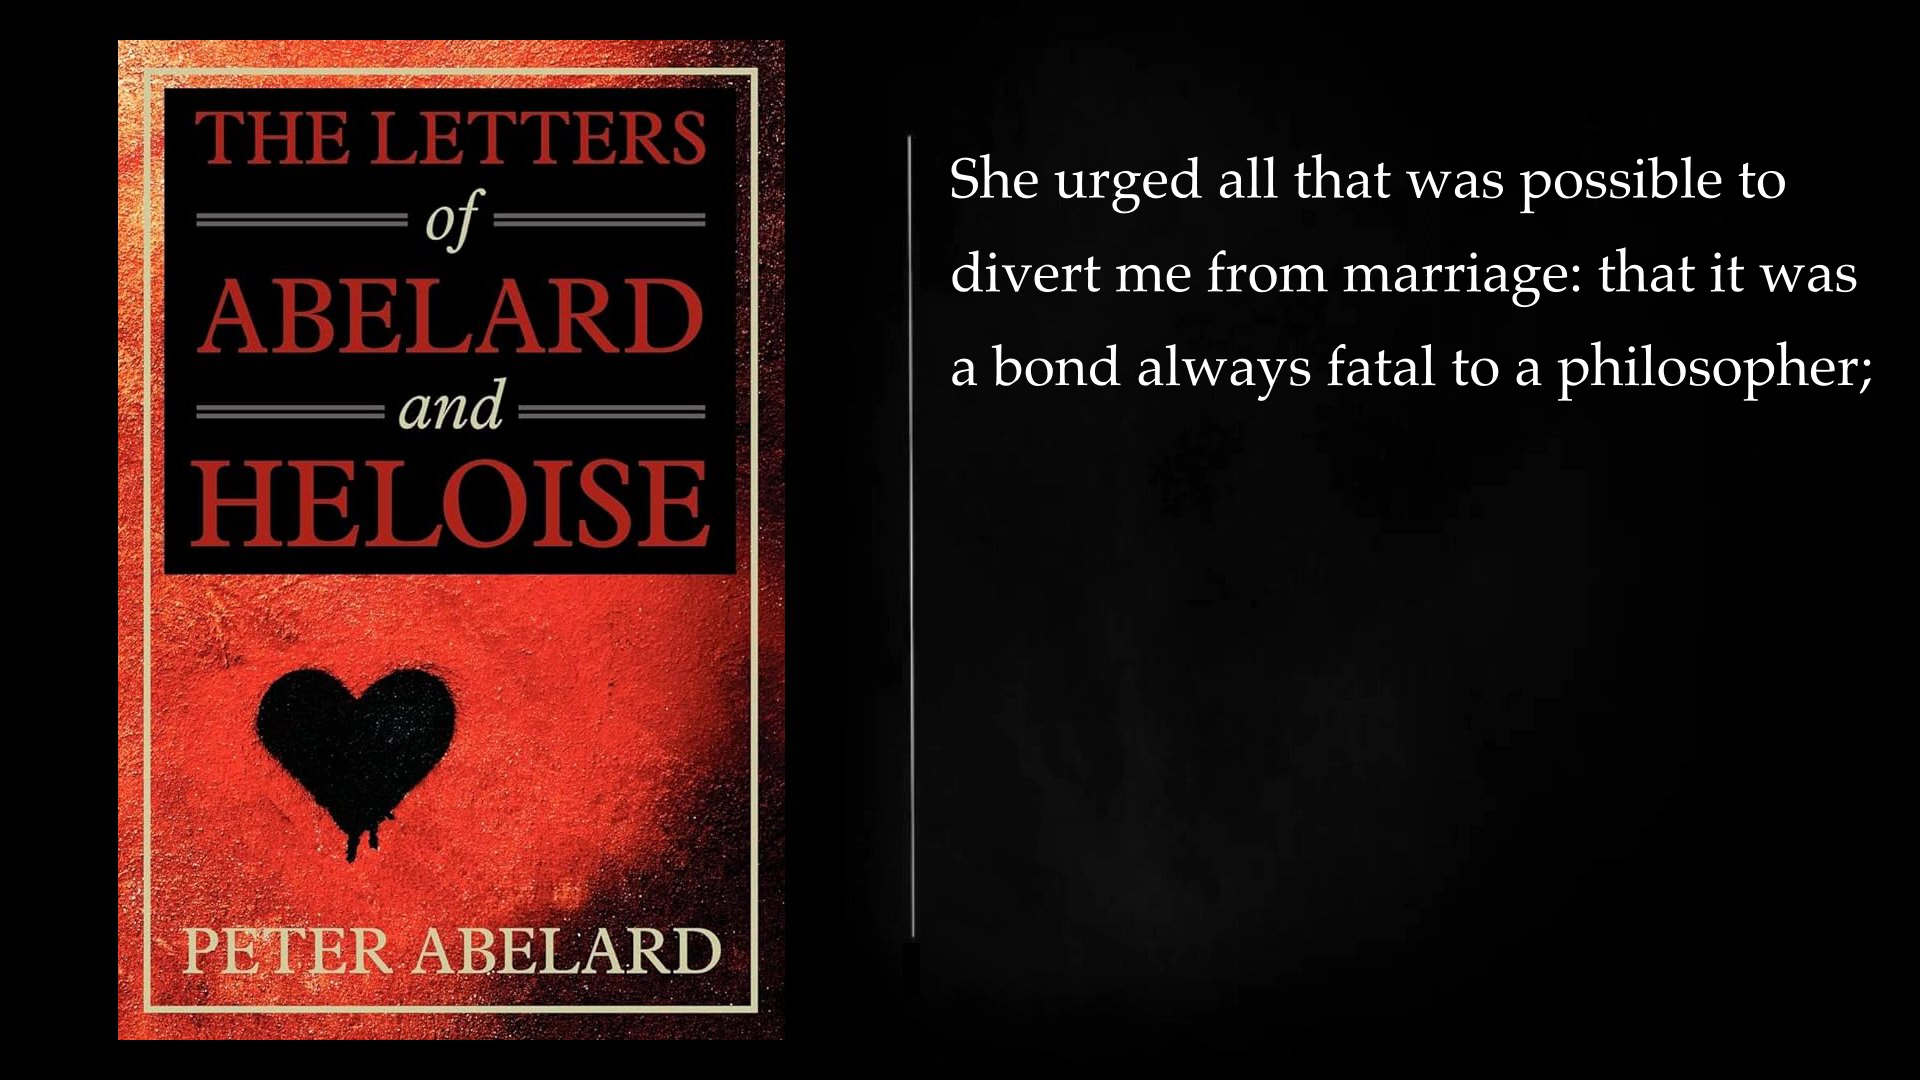 THE LETTERS
of
ABELARD
and
HELOISE
PETER ABELARD
She urged all that was possible to
divert me from marriage: that it was
a bond always fatal to a philosopher;